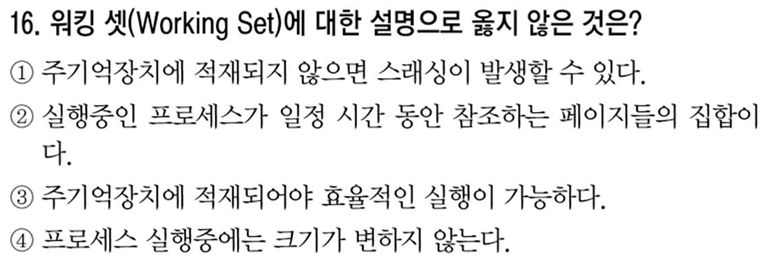 16. 워킹 셋(Working Set)에 대한 설명으로 옳지 않은 것은?
① 주기억장치에 적재되지 않으면 스래싱이 발생할 수 있다.
② 실행중인 프로세스가 일정 시간 동안 참조하는 페이지들의 집합이
다.
③ 주기억장치에 적재되어야 효율적인 실행이 가능하다.
④ 프로세스 실행중에는 크기가 변하지 않는다.